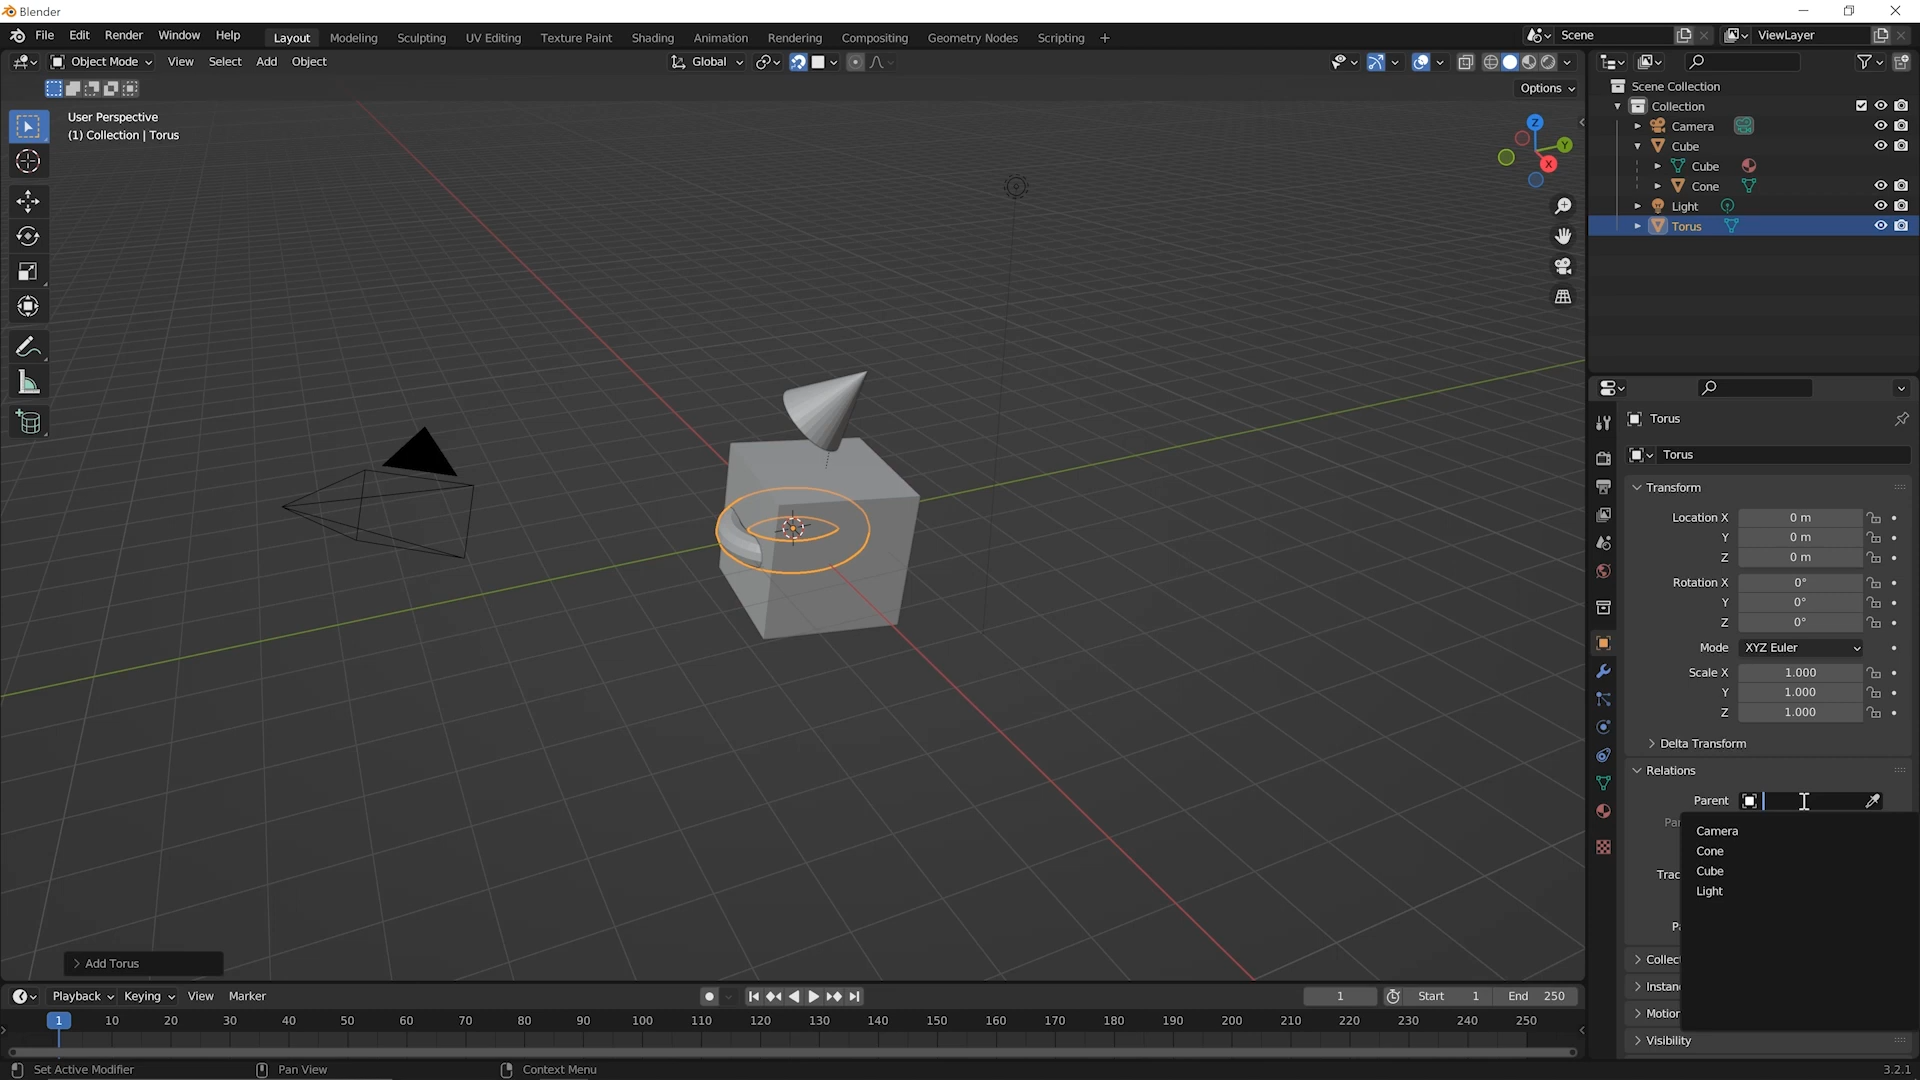 Blender
File Edit Render Window Help
Layout Modeling Sculpting UV Editing Texture Paint Shading Animation Rendering Compositing Geometry Nodes Scripting +
Scene
ViewLayer
Object Mode View Select Add Object
Global
Options
User Perspective
(1) Collection | Torus
Z
Y
X
Scene Collection
Collection
Camera
Cube
Cube
Cone
Light
Torus
Torus
Torus
Transform
Location X 0 m
Y 0 m
Z 0 m
Rotation X 0°
Y 0°
Z 0°
Mode XYZ Euler
Scale X 1.000
Y 1.000
Z 1.000
Delta Transform
Relations
Parent
Par
Camera
Cone
Cube
Light
Trac
Pa
Collec
Instan
Motion
Visibility
Add Torus
Playback Keying View Marker
1 Start 1 End 250
1 10 20 30 40 50 60 70 80 90 100 110 120 130 140 150 160 170 180 190 200 210 220 230 240 250
Set Active Modifier Pan View Context Menu 3.2.1